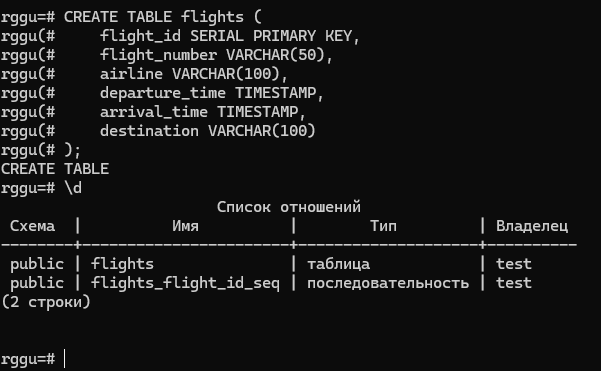 rggu=# CREATE TABLE flights (
rggu(#     flight_id SERIAL PRIMARY KEY,
rggu(#     flight_number VARCHAR(50),
rggu(#     airline VARCHAR(100),
rggu(#     departure_time TIMESTAMP,
rggu(#     arrival_time TIMESTAMP,
rggu(#     destination VARCHAR(100)
rggu(# );
CREATE TABLE
rggu=# \d
                       Список отношений
 Схема  |          Имя          |        Тип         | Владелец
--------+-----------------------+--------------------+----------
 public | flights               | таблица            | test
 public | flights_flight_id_seq | последовательность | test
(2 строки)
rggu=#